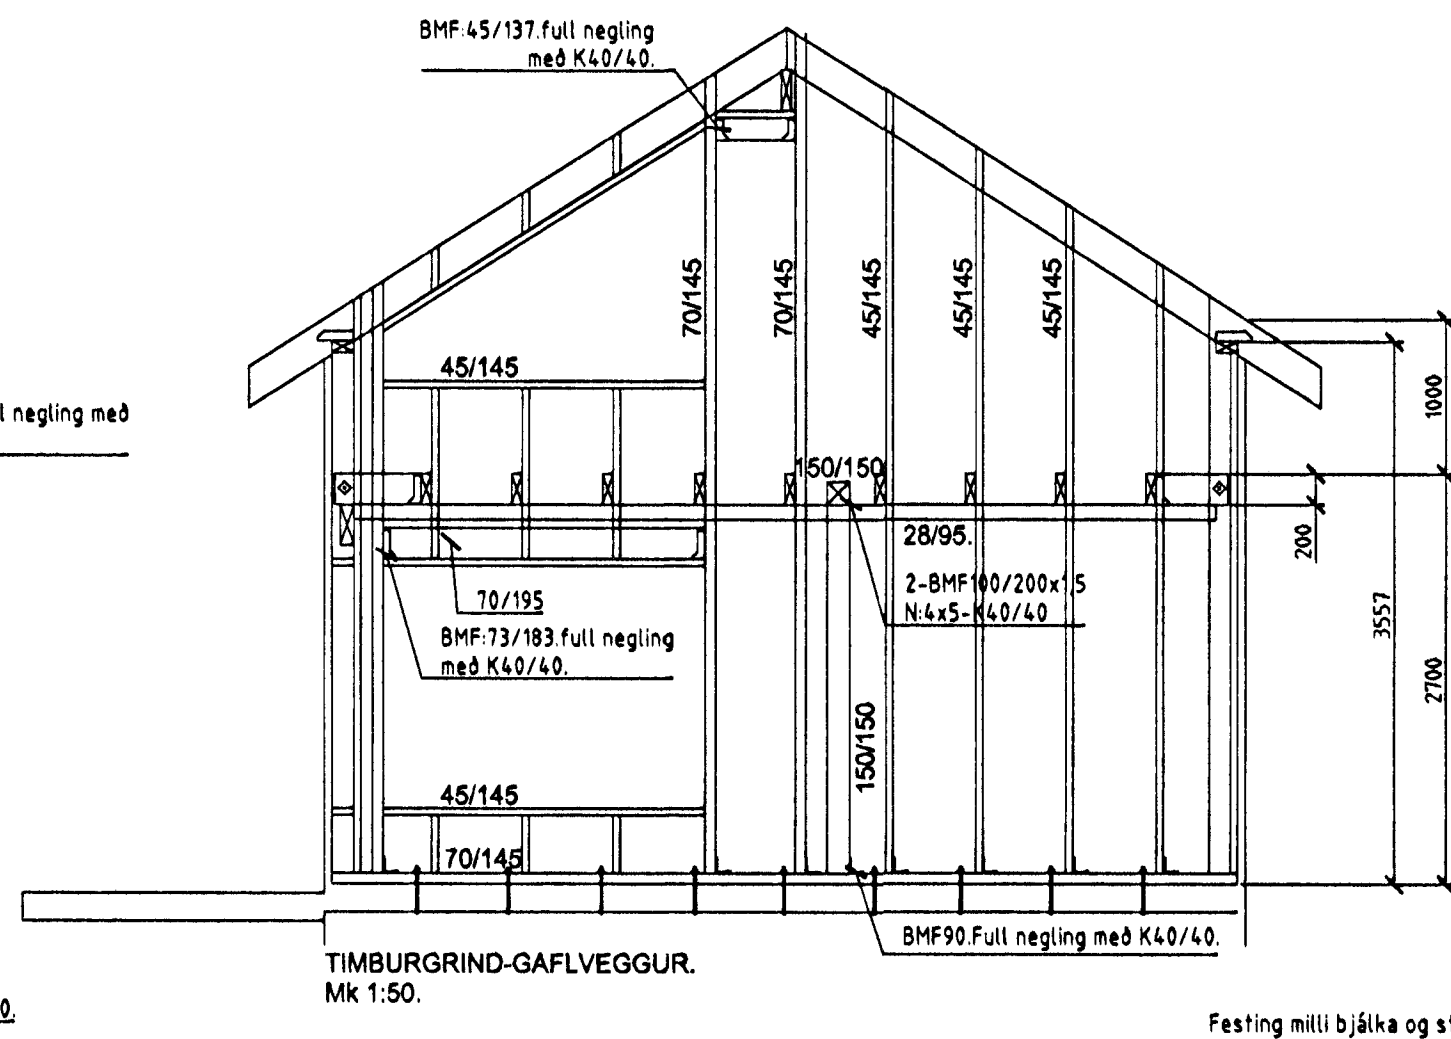 BMF:45/137.full negling
með K40/40.
70/145
70/145
45/145
45/145
45/145
45/145
negling með
1000
150/150
28/95.
200
2-BMF100/200x1,5
N:4x5-K40/40
70/195
BMF:73/183.full negling
með K40/40.
3557
2700
150/150
45/145
70/145
BMF90.Full negling með K40/40.
TIMBURGRIND-GAFLVEGGUR.
Mk 1:50.
0.
Festing milli bjálka og